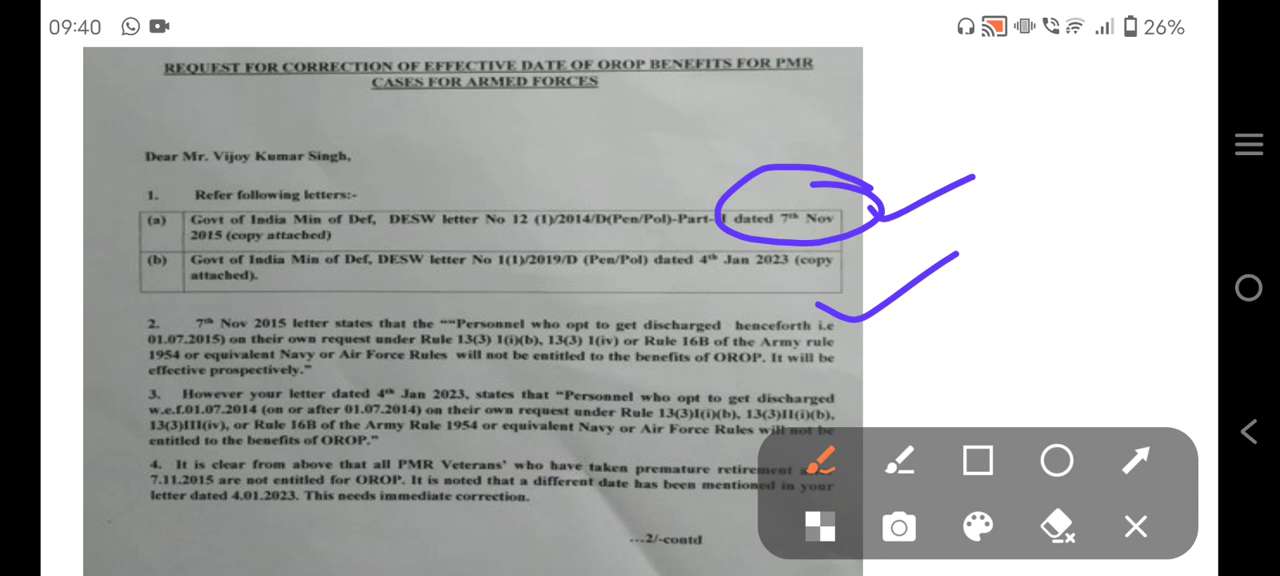 09:40
26%
REQUEST FOR CORRECTION OF EFFECTIVE DATE OF OROP BENEFITS FOR PMR
CASES FOR ARMED FORCES
Dear Mr. Vijoy Kumar Singh,
1. Refer following letters:-
(a) Govt of India Min of Def, DESW letter No 12 (1)/2014/D(Pen/Pol)-Part- dated 7th Nov
2015 (copy attached)
(b) Govt of India Min of Def, DESW letter No 1(1)/2019/D (Pen/Pol) dated 4th Jan 2023 (copy
attached).
2. 7th Nov 2015 letter states that the ““Personnel who opt to get discharged henceforth i.e
01.07.2015) on their own request under Rule 13(3) 1(i)(b), 13(3) 1(iv) or Rule 16B of the Army rule
1954 or equivalent Navy or Air Force Rules will not be entitled to the benefits of OROP. It will be
effective prospectively.”
3. However your letter dated 4th Jan 2023, states that “Personnel who opt to get discharged
w.e.f.01.07.2014 (on or after 01.07.2014) on their own request under Rule 13(3)I(i)(b), 13(3)II(i)(b),
13(3)III(iv), or Rule 16B of the Army Rule 1954 or equivalent Navy or Air Force Rules will not be
entitled to the benefits of OROP.”
4. It is clear from above that all PMR Veterans’ who have taken premature retirement
7.11.2015 are not entitled for OROP. It is noted that a different date has been mentioned in your
letter dated 4.01.2023. This needs immediate correction.
...2/-contd